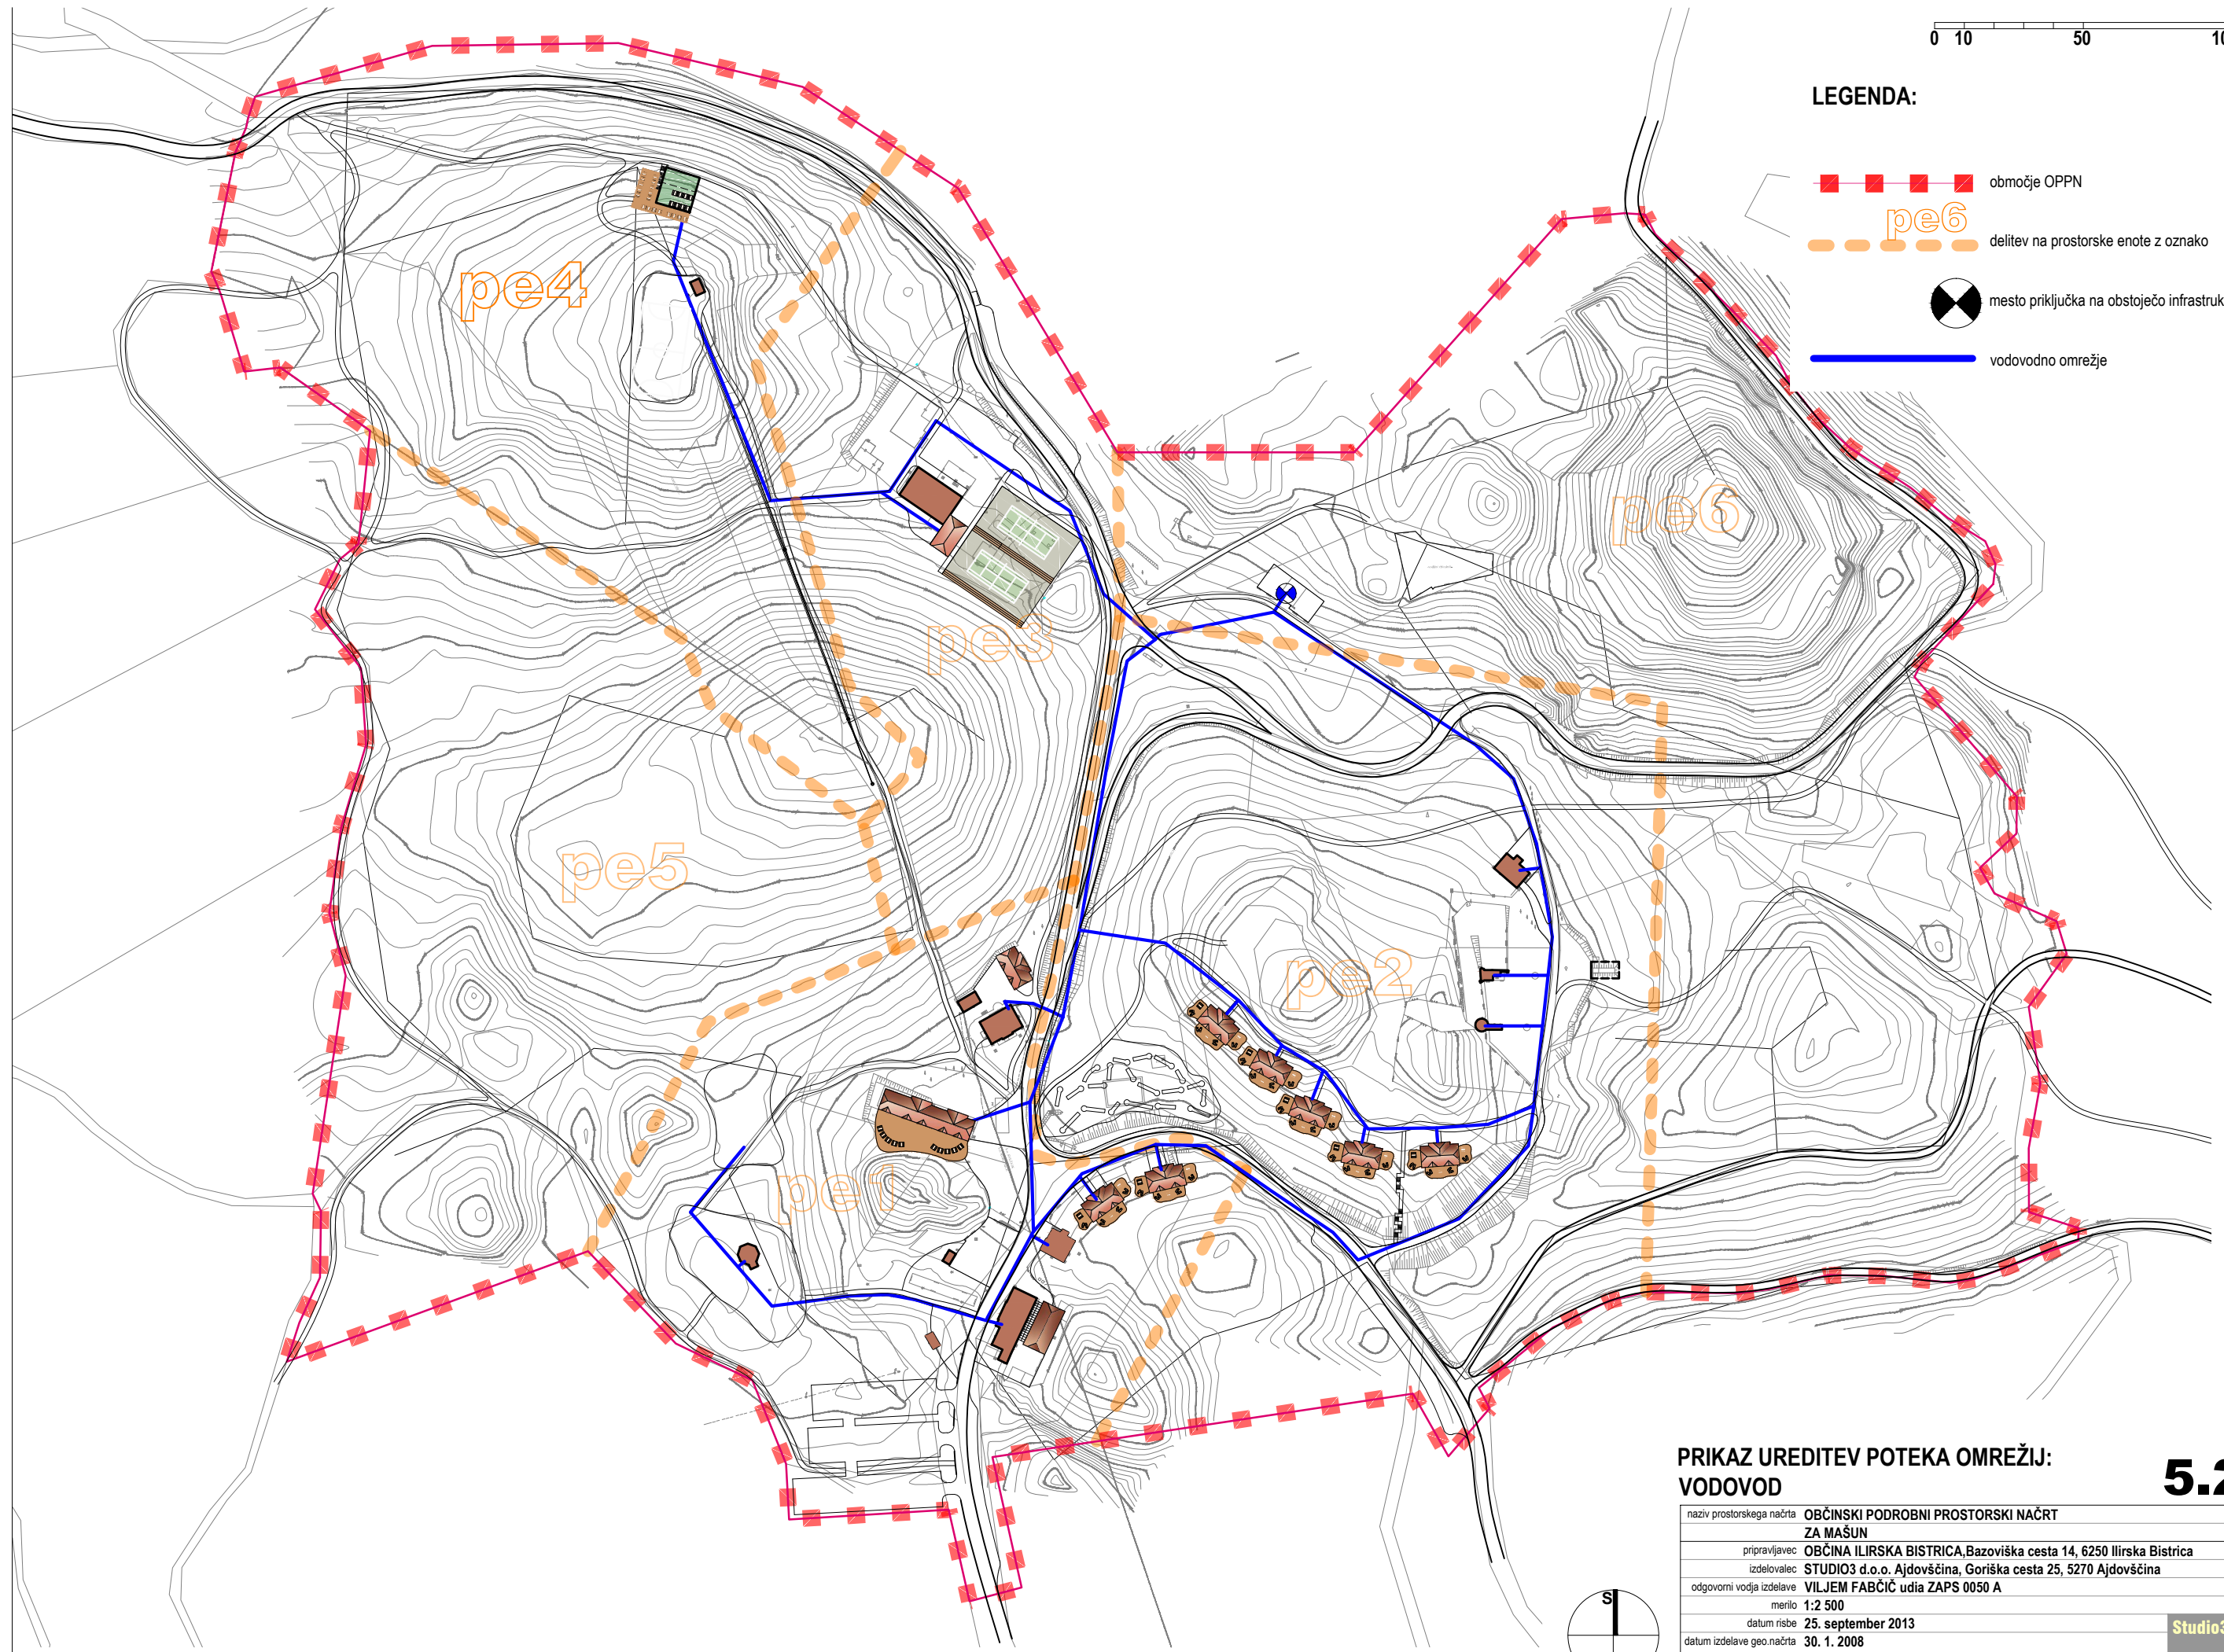 0 10 50 10
LEGENDA:
območje OPPN
pe6
delitev na prostorske enote z oznako
mesto priključka na obstoječo infrastruk
vodovodno omrežje
pe4
pe6
pe3
pe5
pe2
pe1
PRIKAZ UREDITEV POTEKA OMREŽIJ:
VODOVOD
5.2
naziv prostorskega načrta OBČINSKI PODROBNI PROSTORSKI NAČRT
ZA MAŠUN
pripravljavec OBČINA ILIRSKA BISTRICA,Bazoviška cesta 14, 6250 Ilirska Bistrica
izdelovalec STUDIO3 d.o.o. Ajdovščina, Goriška cesta 25, 5270 Ajdovščina
odgovorni vodja izdelave VILJEM FABČIČ udia ZAPS 0050 A
merilo 1:2 500
datum risbe 25. september 2013
datum izdelave geo.načrta 30. 1. 2008
Studio3
S